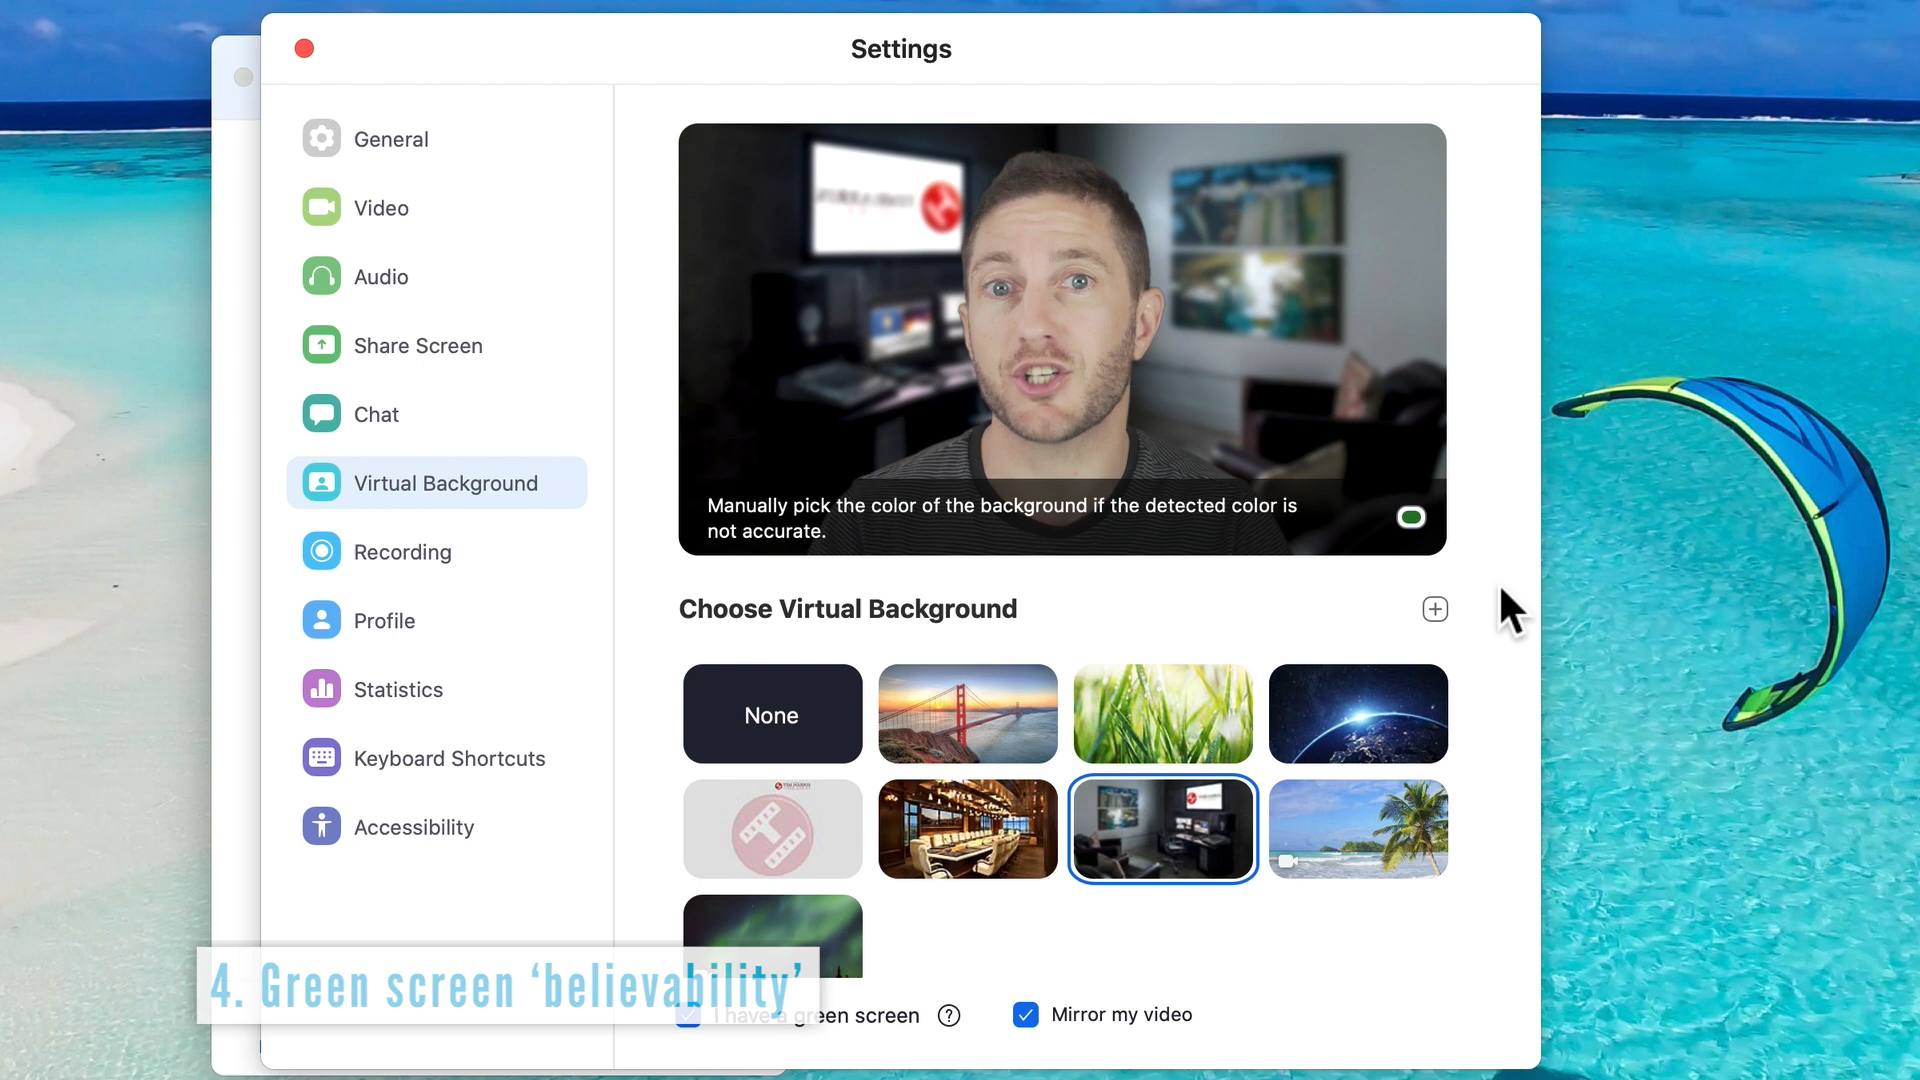 Settings
General
Video
Audio
Share Screen
Chat
Virtual Background
Recording
Profile
Statistics
Keyboard Shortcuts
Accessibility
Manually pick the color of the background if the detected color is
not accurate.
Choose Virtual Background
None
4. Green screen ‘believability’
I have a green screen
Mirror my video